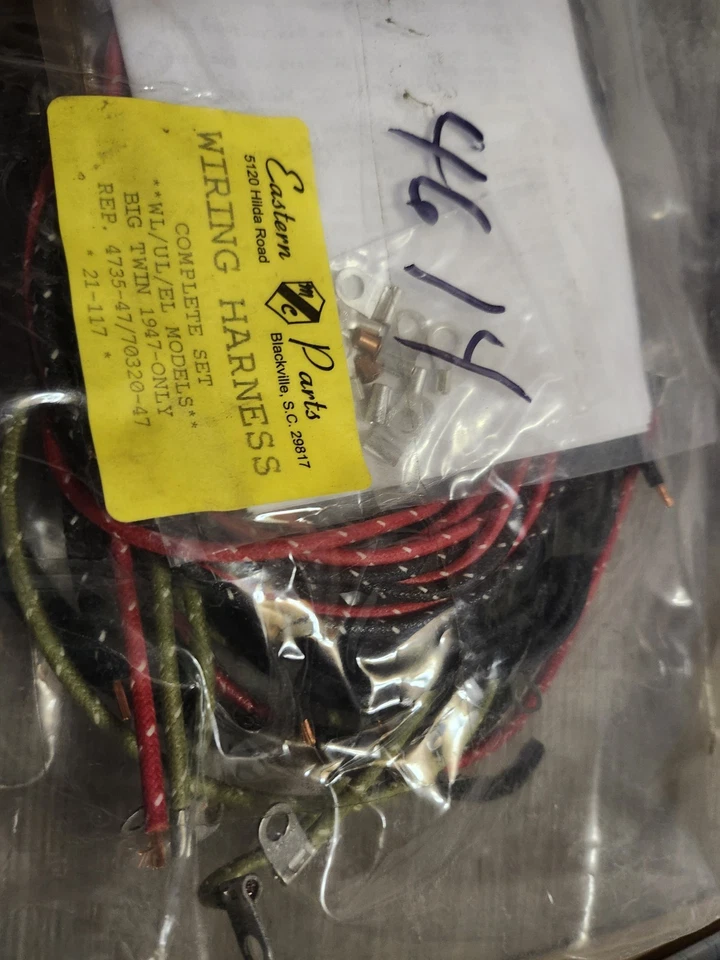 Eastern m/c Parts
5120 Hilda Road Blackville, S.C. 29817
WIRING HARNESS
COMPLETE SET
**WL/UL/EL MODELS**
BIG TWIN 1947-ONLY
REP. 4735-47/70320-47
* 21-117 *
46 14